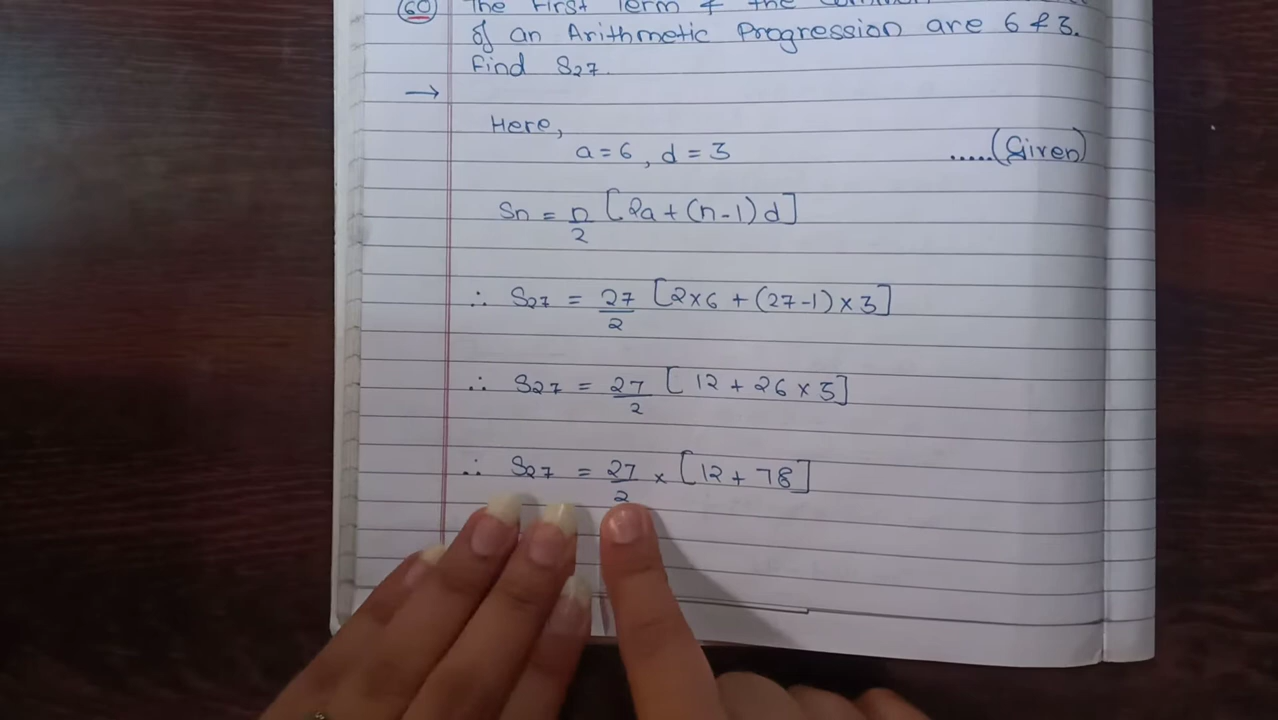 60 The First Term & the Common
of an Arithmetic Progression are 6 & 3.
Find S27.
→
Here,
a = 6, d = 3 .....(Given)
Sn = n/2 [2a + (n-1) d]
∴ S27 = 27/2 [2×6 + (27-1) × 3]
∴ S27 = 27/2 [12 + 26 × 3]
∴ S27 = 27/2 × [12 + 78]